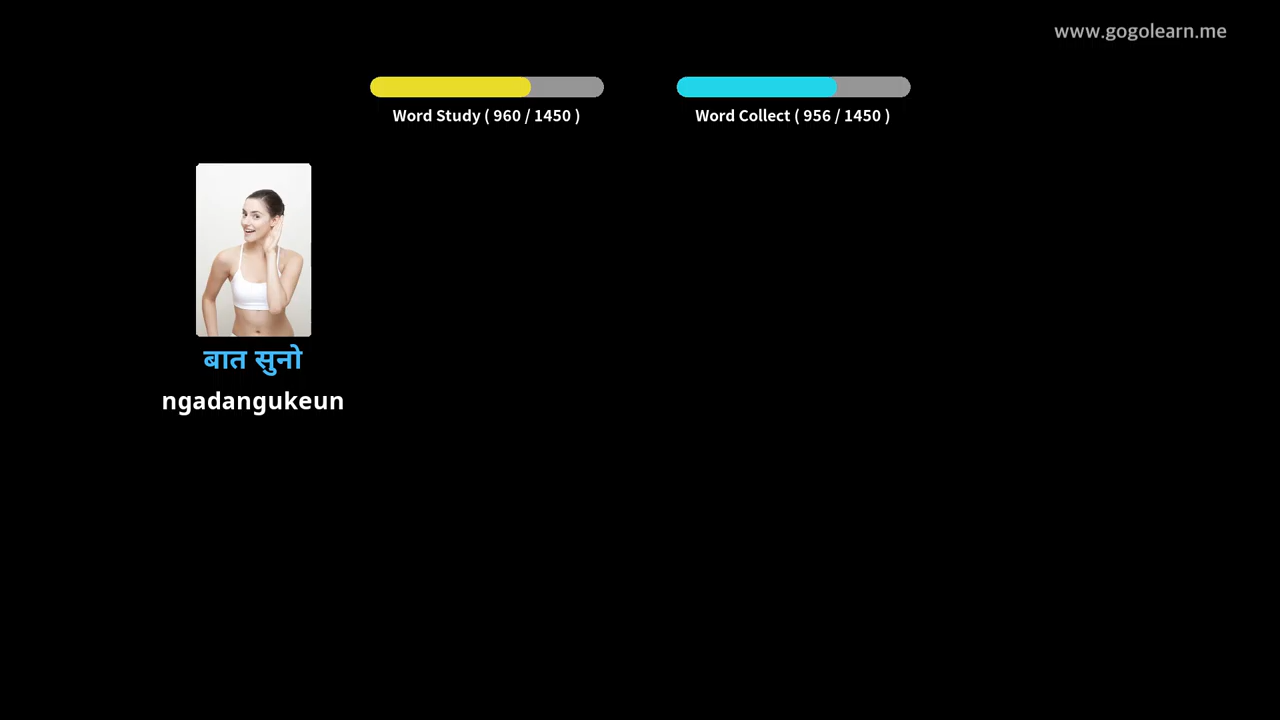 www.gogolearn.me
Word Study ( 960 / 1450 )
Word Collect ( 956 / 1450 )
बात सुनो
ngadangukeun